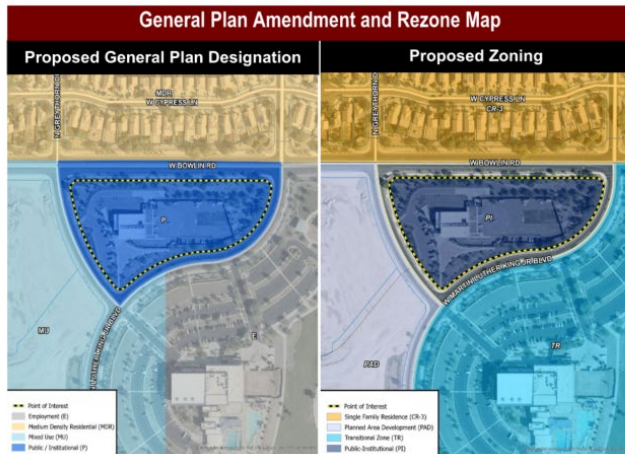 General Plan Amendment and Rezone Map
Proposed General Plan Designation
N GREYTHORN D
MDR
W CYPRESS LN
W BOWLIN RD
P
MU
E
Point of Interest
Employment (E)
Medium Density Residential (MDR)
Mixed Use (MU)
Public / Institutional (P)
Proposed Zoning
N GREYTHORN D
W CYPRESS LN
CR-3
W BOWLIN RD
PI
W MARTIN LUTHER KING JR BLVD
PAD
TR
Point of Interest
Single Family Residence (CR-3)
Planned Area Development (PAD)
Transitional Zone (TR)
Public-Institutional (PI)